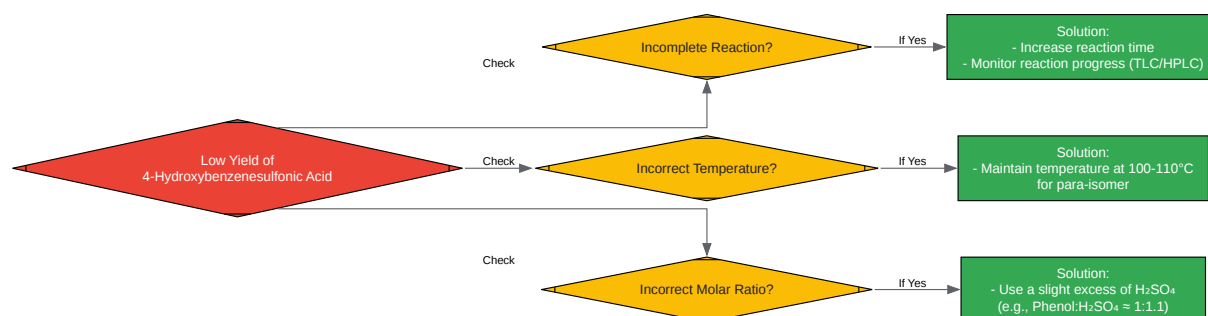 Incomplete Reaction?
If Yes
Solution:
- Increase reaction time
- Monitor reaction progress (TLC/HPLC)
Check
Low Yield of
4-Hydroxybenzenesulfonic Acid
Check
Incorrect Temperature?
If Yes
Solution:
- Maintain temperature at 100-110°C
for para-isomer
Check
Incorrect Molar Ratio?
If Yes
Solution:
- Use a slight excess of H₂SO₄
(e.g., Phenol:H₂SO₄ ≈ 1:1.1)